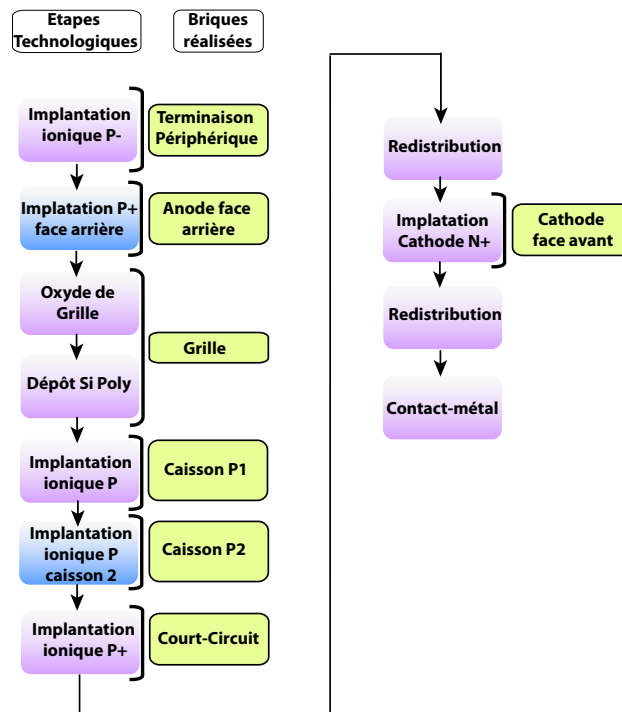 Etapes
Technologiques
Briques
réalisées
Implantation
ionique P-
Terminaison
Périphérique
Implatation P+
face arrière
Anode face
arrière
Oxyde de
Grille
Grille
Dépôt Si Poly
Implantation
ionique P
Caisson P1
Implantation
ionique P
caisson 2
Caisson P2
Implantation
ionique P+
Court-Circuit
Redistribution
Implatation
Cathode N+
Cathode
face avant
Redistribution
Contact-métal